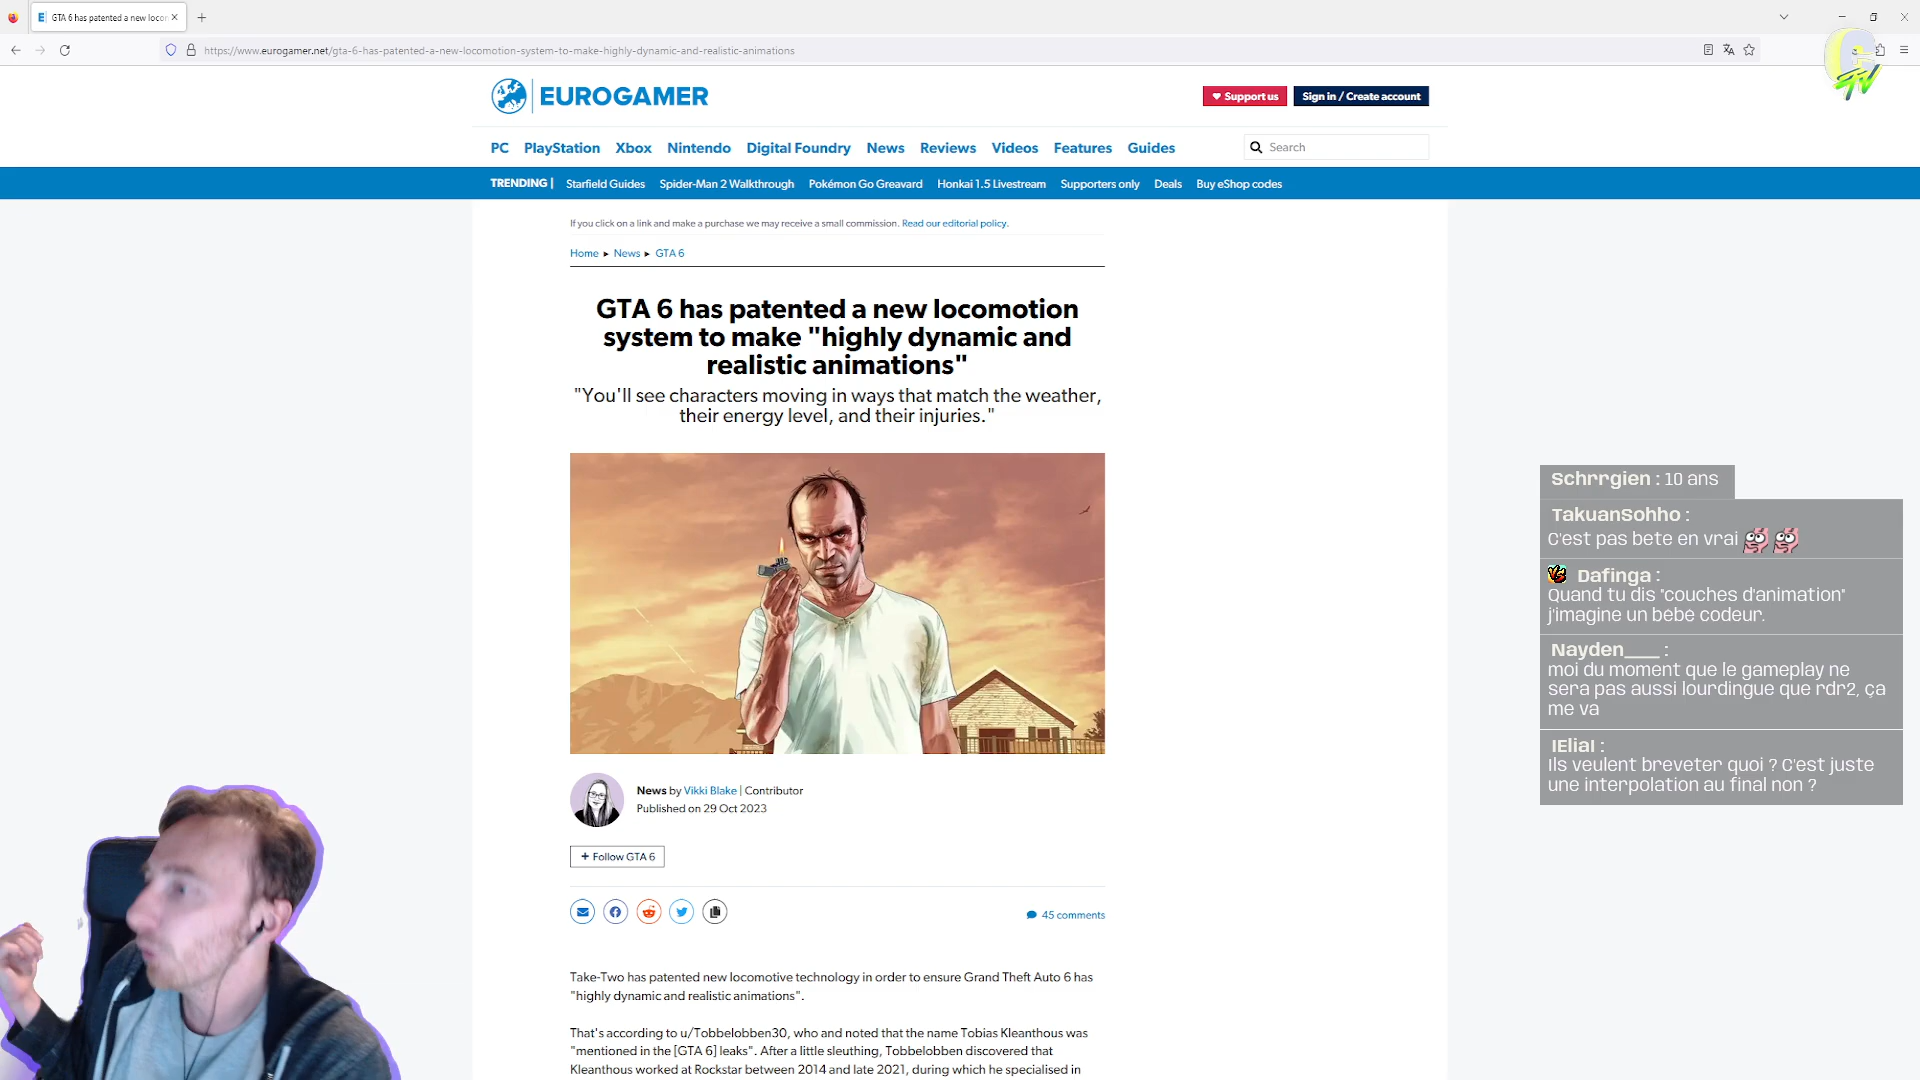 GTA 6 has patented a new locor
https://www.eurogamer.net/gta-6-has-patented-a-new-locomotion-system-to-make-highly-dynamic-and-realistic-animations
EUROGAMER
Support us
Sign in / Create account
PC PlayStation Xbox Nintendo Digital Foundry News Reviews Videos Features Guides
Search
TRENDING | Starfield Guides Spider-Man 2 Walkthrough Pokémon Go Greavard Honkai 1.5 Livestream Supporters only Deals Buy eShop codes
If you click on a link and make a purchase we may receive a small commission. Read our editorial policy.
Home ▸ News ▸ GTA 6
GTA 6 has patented a new locomotion
system to make "highly dynamic and
realistic animations"
"You'll see characters moving in ways that match the weather,
their energy level, and their injuries."
News by Vikki Blake | Contributor
Published on 29 Oct 2023
+ Follow GTA 6
45 comments
Take-Two has patented new locomotive technology in order to ensure Grand Theft Auto 6 has
"highly dynamic and realistic animations".
That's according to u/Tobbelobben30, who and noted that the name Tobias Kleanthous was
"mentioned in the [GTA 6] leaks". After a little sleuthing, Tobbelobben discovered that
Kleanthous worked at Rockstar between 2014 and late 2021, during which he specialised in
Schrrgien : 10 ans
TakuanSohho :
C'est pas bete en vrai
Dafinga :
Quand tu dis "couches d'animation"
j'imagine un bébé codeur.
Nayden___ :
moi du moment que le gameplay ne
sera pas aussi lourdingue que rdr2, ça
me va
IEliaI :
Ils veulent breveter quoi ? C'est juste
une interpolation au final non ?